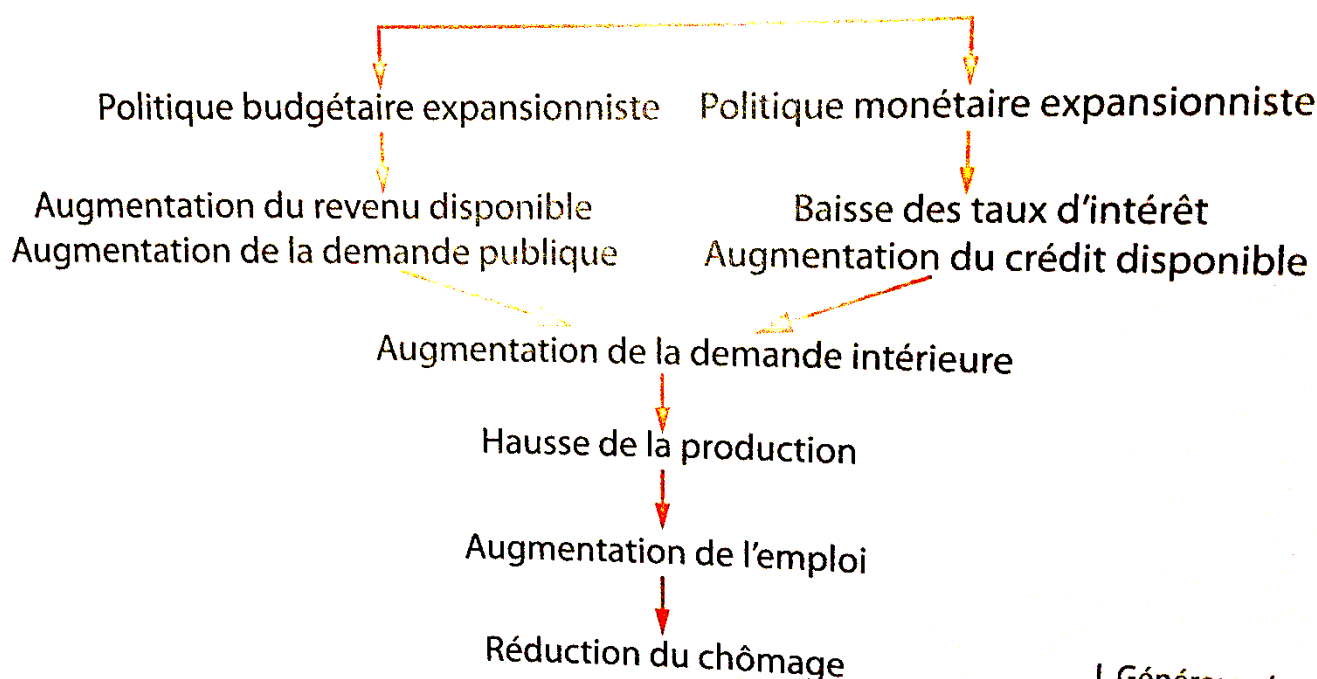 Politique budgétaire expansionniste
Politique monétaire expansionniste
Augmentation du revenu disponible
Augmentation de la demande publique
Baisse des taux d'intérêt
Augmentation du crédit disponible
Augmentation de la demande intérieure
Hausse de la production
Augmentation de l'emploi
Réduction du chômage